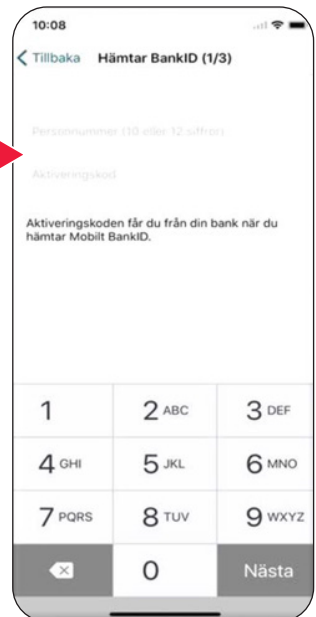 10:08
Tillbaka Hämtar BankID (1/3)
Personnummer (10 eller 12 siffror)
Aktiveringskod
Aktiveringskoden får du från din bank när du
hämtar Mobilt BankID.
1 2 ABC 3 DEF
4 GHI 5 JKL 6 MNO
7 PQRS 8 TUV 9 WXYZ
0 Nästa